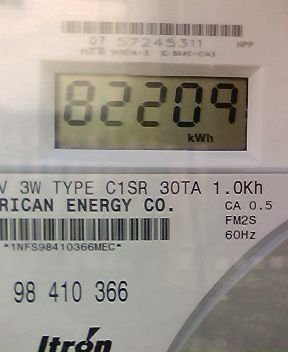 07 57245311 HPP
82209
kWh
V 3W TYPE C1SR 30TA 1.0Kh
RICAN ENERGY CO.
CA 0.5
FM2S
60Hz
*1NFS98410366MEC*
98 410 366
Itron